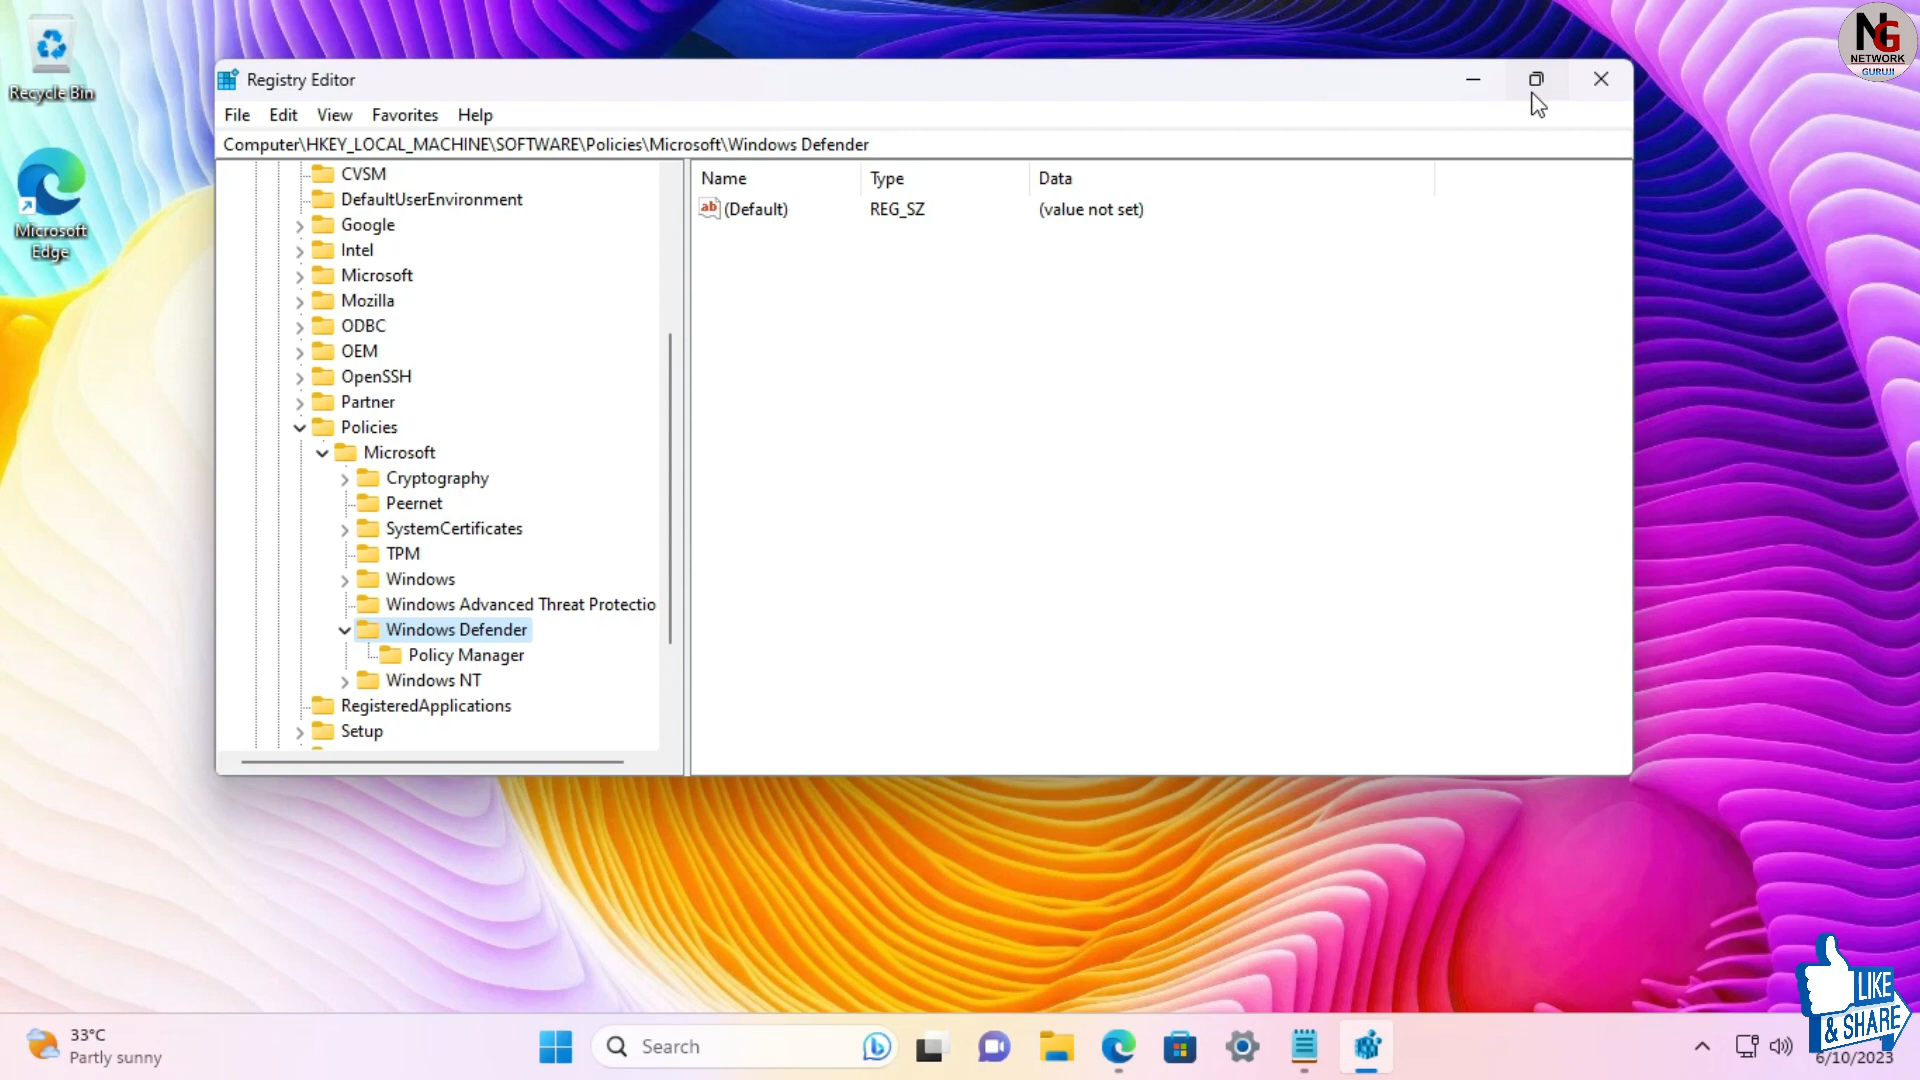 Recycle Bin
Microsoft
Edge
NG
NETWORK
GURUJI
Registry Editor
File Edit View Favorites Help
Computer\HKEY_LOCAL_MACHINE\SOFTWARE\Policies\Microsoft\Windows Defender
CVSM
DefaultUserEnvironment
Google
Intel
Microsoft
Mozilla
ODBC
OEM
OpenSSH
Partner
Policies
Microsoft
Cryptography
Peernet
SystemCertificates
TPM
Windows
Windows Advanced Threat Protectio
Windows Defender
Policy Manager
Windows NT
RegisteredApplications
Setup
Name Type Data
ab (Default) REG_SZ (value not set)
33°C
Partly sunny
Search
LIKE
& SHARE
6/10/2023